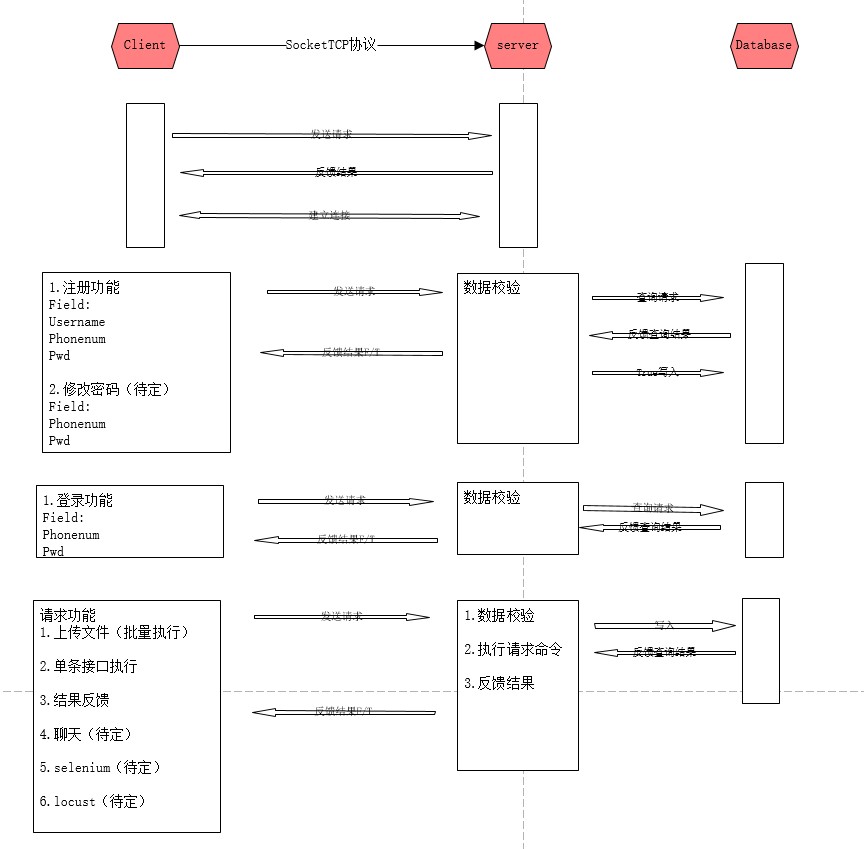 Client
SocketTCP协议
server
Database
发送请求
反馈结果
建立连接
1.注册功能
Field:
Username
Phonenum
Pwd
2.修改密码（待定）
Field:
Phonenum
Pwd
发送请求
反馈结果F/T
数据校验
查询请求
反馈查询结果
True写入
1.登录功能
Field:
Phonenum
Pwd
发送请求
反馈结果F/T
数据校验
查询请求
反馈查询结果
请求功能
1.上传文件（批量执行）
2.单条接口执行
3.结果反馈
4.聊天（待定）
5.selenium（待定）
6.locust（待定）
发送请求
反馈结果F/T
1.数据校验
2.执行请求命令
3.反馈结果
写入
反馈查询结果